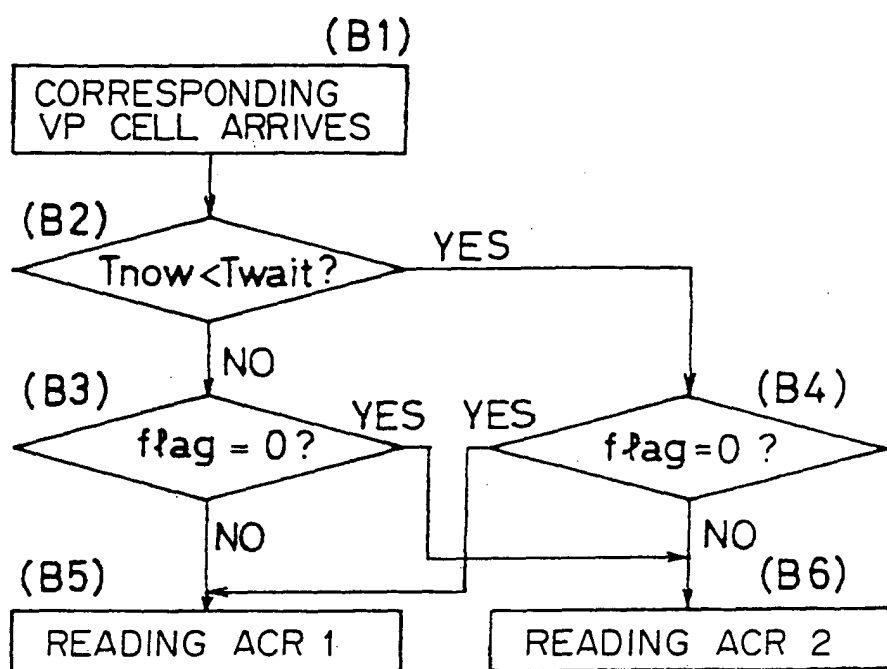 (B1)
CORRESPONDING
VP CELL ARRIVES
(B2)
Tnow<Twait?
YES
NO
(B3)
flag = 0?
YES
YES
(B4)
flag=0 ?
NO
NO
(B5)
READING ACR 1
(B6)
READING ACR 2